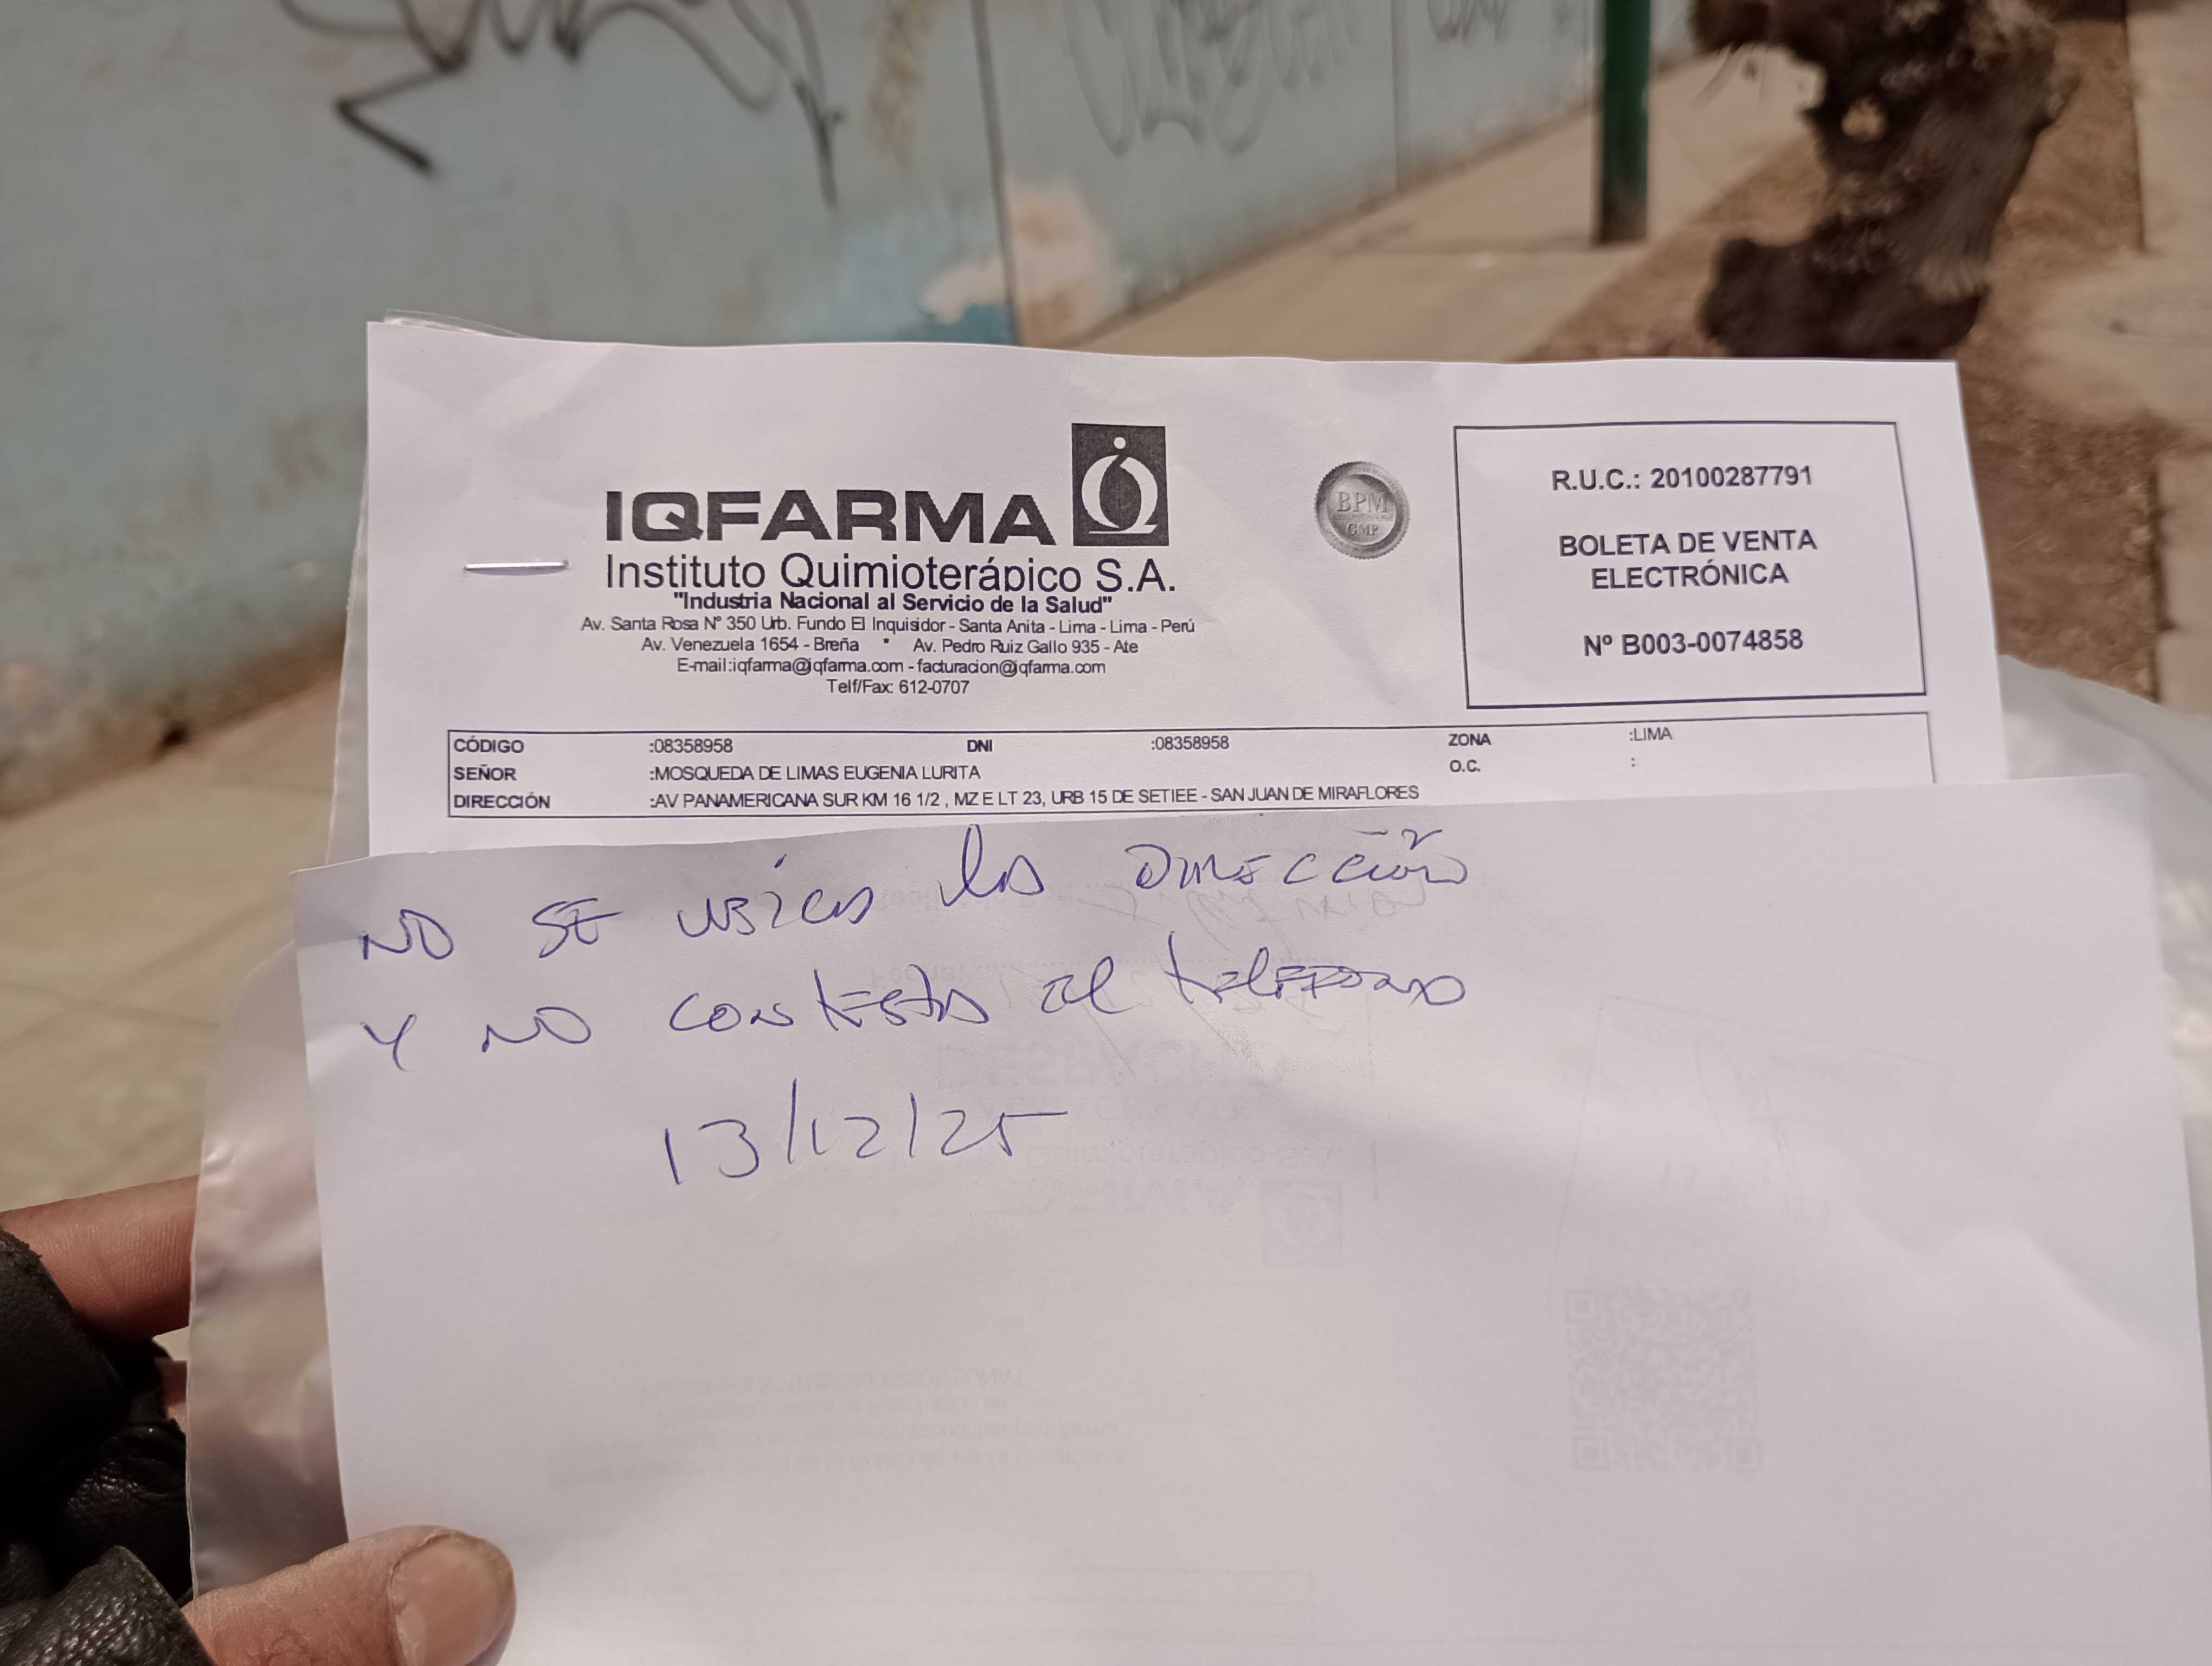 IQFARMA
Instituto Quimioterápico S.A.
"Industria Nacional al Servicio de la Salud"
Av. Santa Rosa N° 350 Urb. Fundo El Inquisidor - Santa Anita - Lima - Lima - Perú
Av. Venezuela 1654 - Breña * Av. Pedro Ruiz Gallo 935 - Ate
E-mail:iqfarma@iqfarma.com - facturacion@iqfarma.com
Telf/Fax: 612-0707
BPM
GMP
R.U.C.: 20100287791
BOLETA DE VENTA
ELECTRÓNICA
N° B003-0074858
CÓDIGO :08358958 DNI :08358958 ZONA :LIMA
SEÑOR :MOSQUEDA DE LIMAS EUGENIA LURITA O.C. :
DIRECCIÓN :AV PANAMERICANA SUR KM 16 1/2 , MZ E LT 23, URB 15 DE SETIEE - SAN JUAN DE MIRAFLORES
NO SE UBICA la DIRECCIÓN
Y NO CONTESTA el teléfono
13/12/25